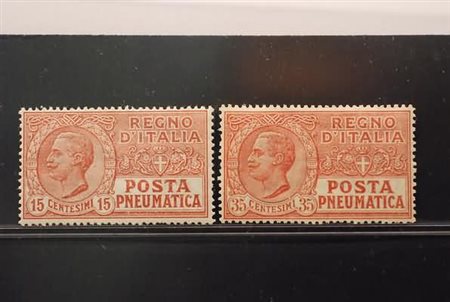 REGNO
D'ITALIA
POSTA
15 CENTESIMI 15 PNEUMATICA
REGNO
D'ITALIA
POSTA
35 CENTESIMI 35 PNEUMATICA